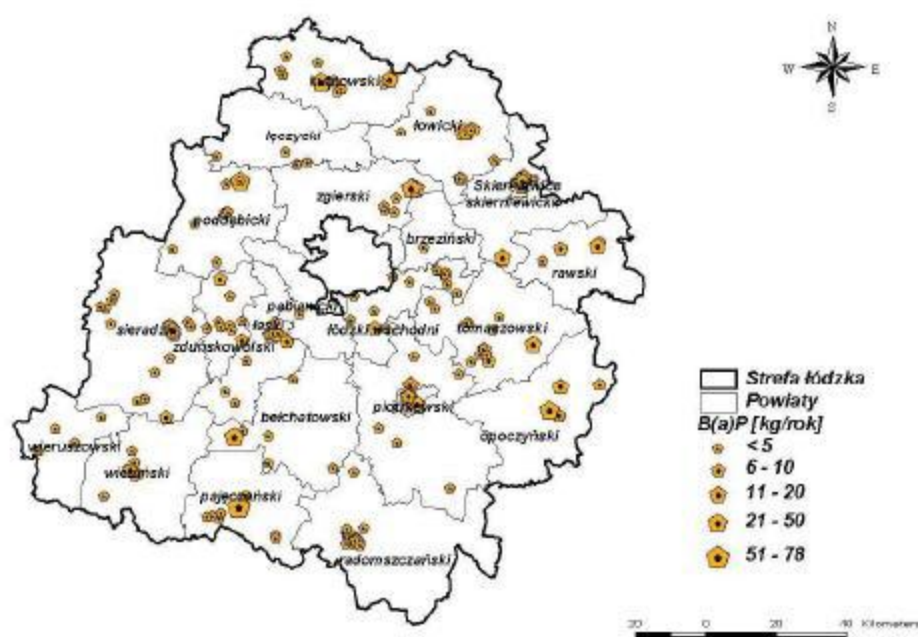 N
W E
S
kutnowski
łowicki
łęczycki
Skierniewice
zgierski
skierniewicki
poddębicki
brzeziński
rawski
pabianicki
sieradzki
łaski
łódzki wschodni
tomaszowski
zduńskowolski
Strefa łódzka
Powiaty
bełchatowski
piotrkowski
B(a)P [kg/rok]
opoczyński
< 5
wieruszowski
6 - 10
wieluński
11 - 20
pajęczański
21 - 50
radomszczański
51 - 78
20 0 20 40 Kilometers